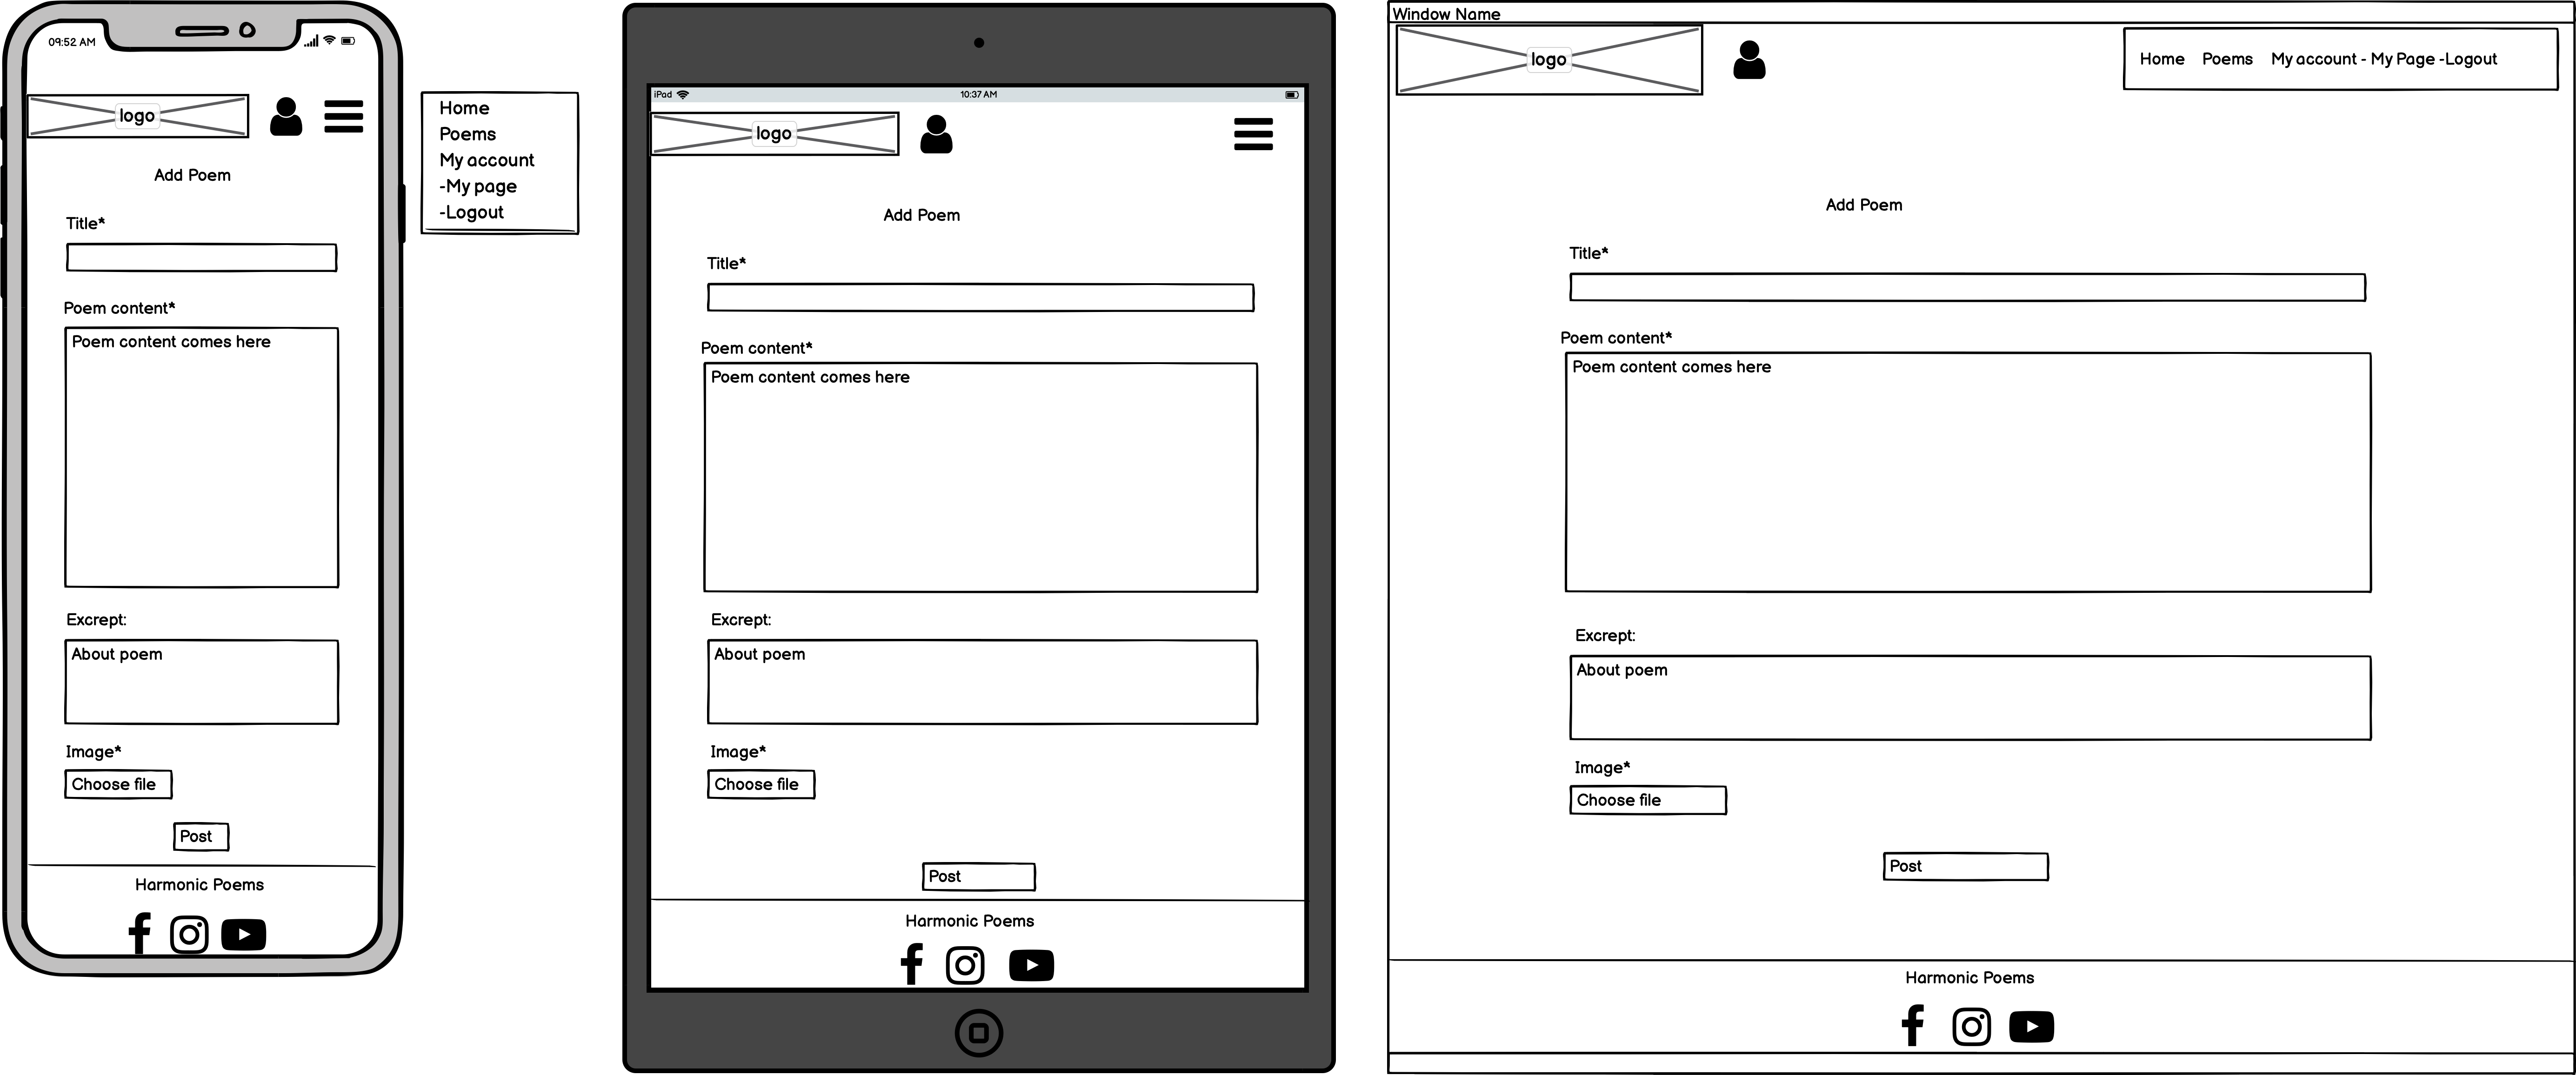 09:52 AM
logo
Add Poem
Title*
Poem content*
Poem content comes here
Excrept:
About poem
Image*
Choose file
Post
Harmonic Poems
Home
Poems
My account
-My page
-Logout
iPad
10:37 AM
logo
Add Poem
Title*
Poem content*
Poem content comes here
Excrept:
About poem
Image*
Choose file
Post
Harmonic Poems
Window Name
logo
Home Poems My account - My Page -Logout
Add Poem
Title*
Poem content*
Poem content comes here
Excrept:
About poem
Image*
Choose file
Post
Harmonic Poems